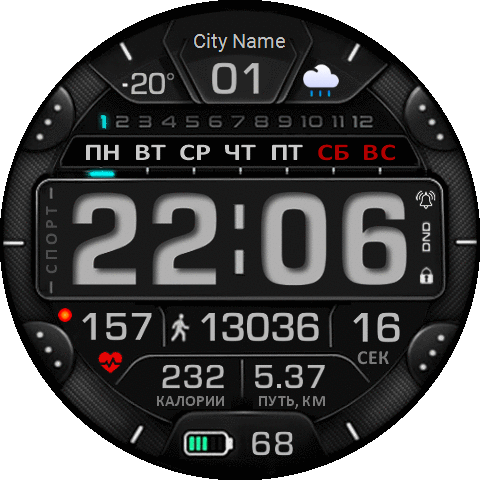 City Name
-20° 01
1 2 3 4 5 6 7 8 9 10 11 12
ПН ВТ СР ЧТ ПТ СБ ВС
СПОРТ
22:06
DND
157 13036 16
СЕК
232 5.37
КАЛОРИИ ПУТЬ, КМ
68